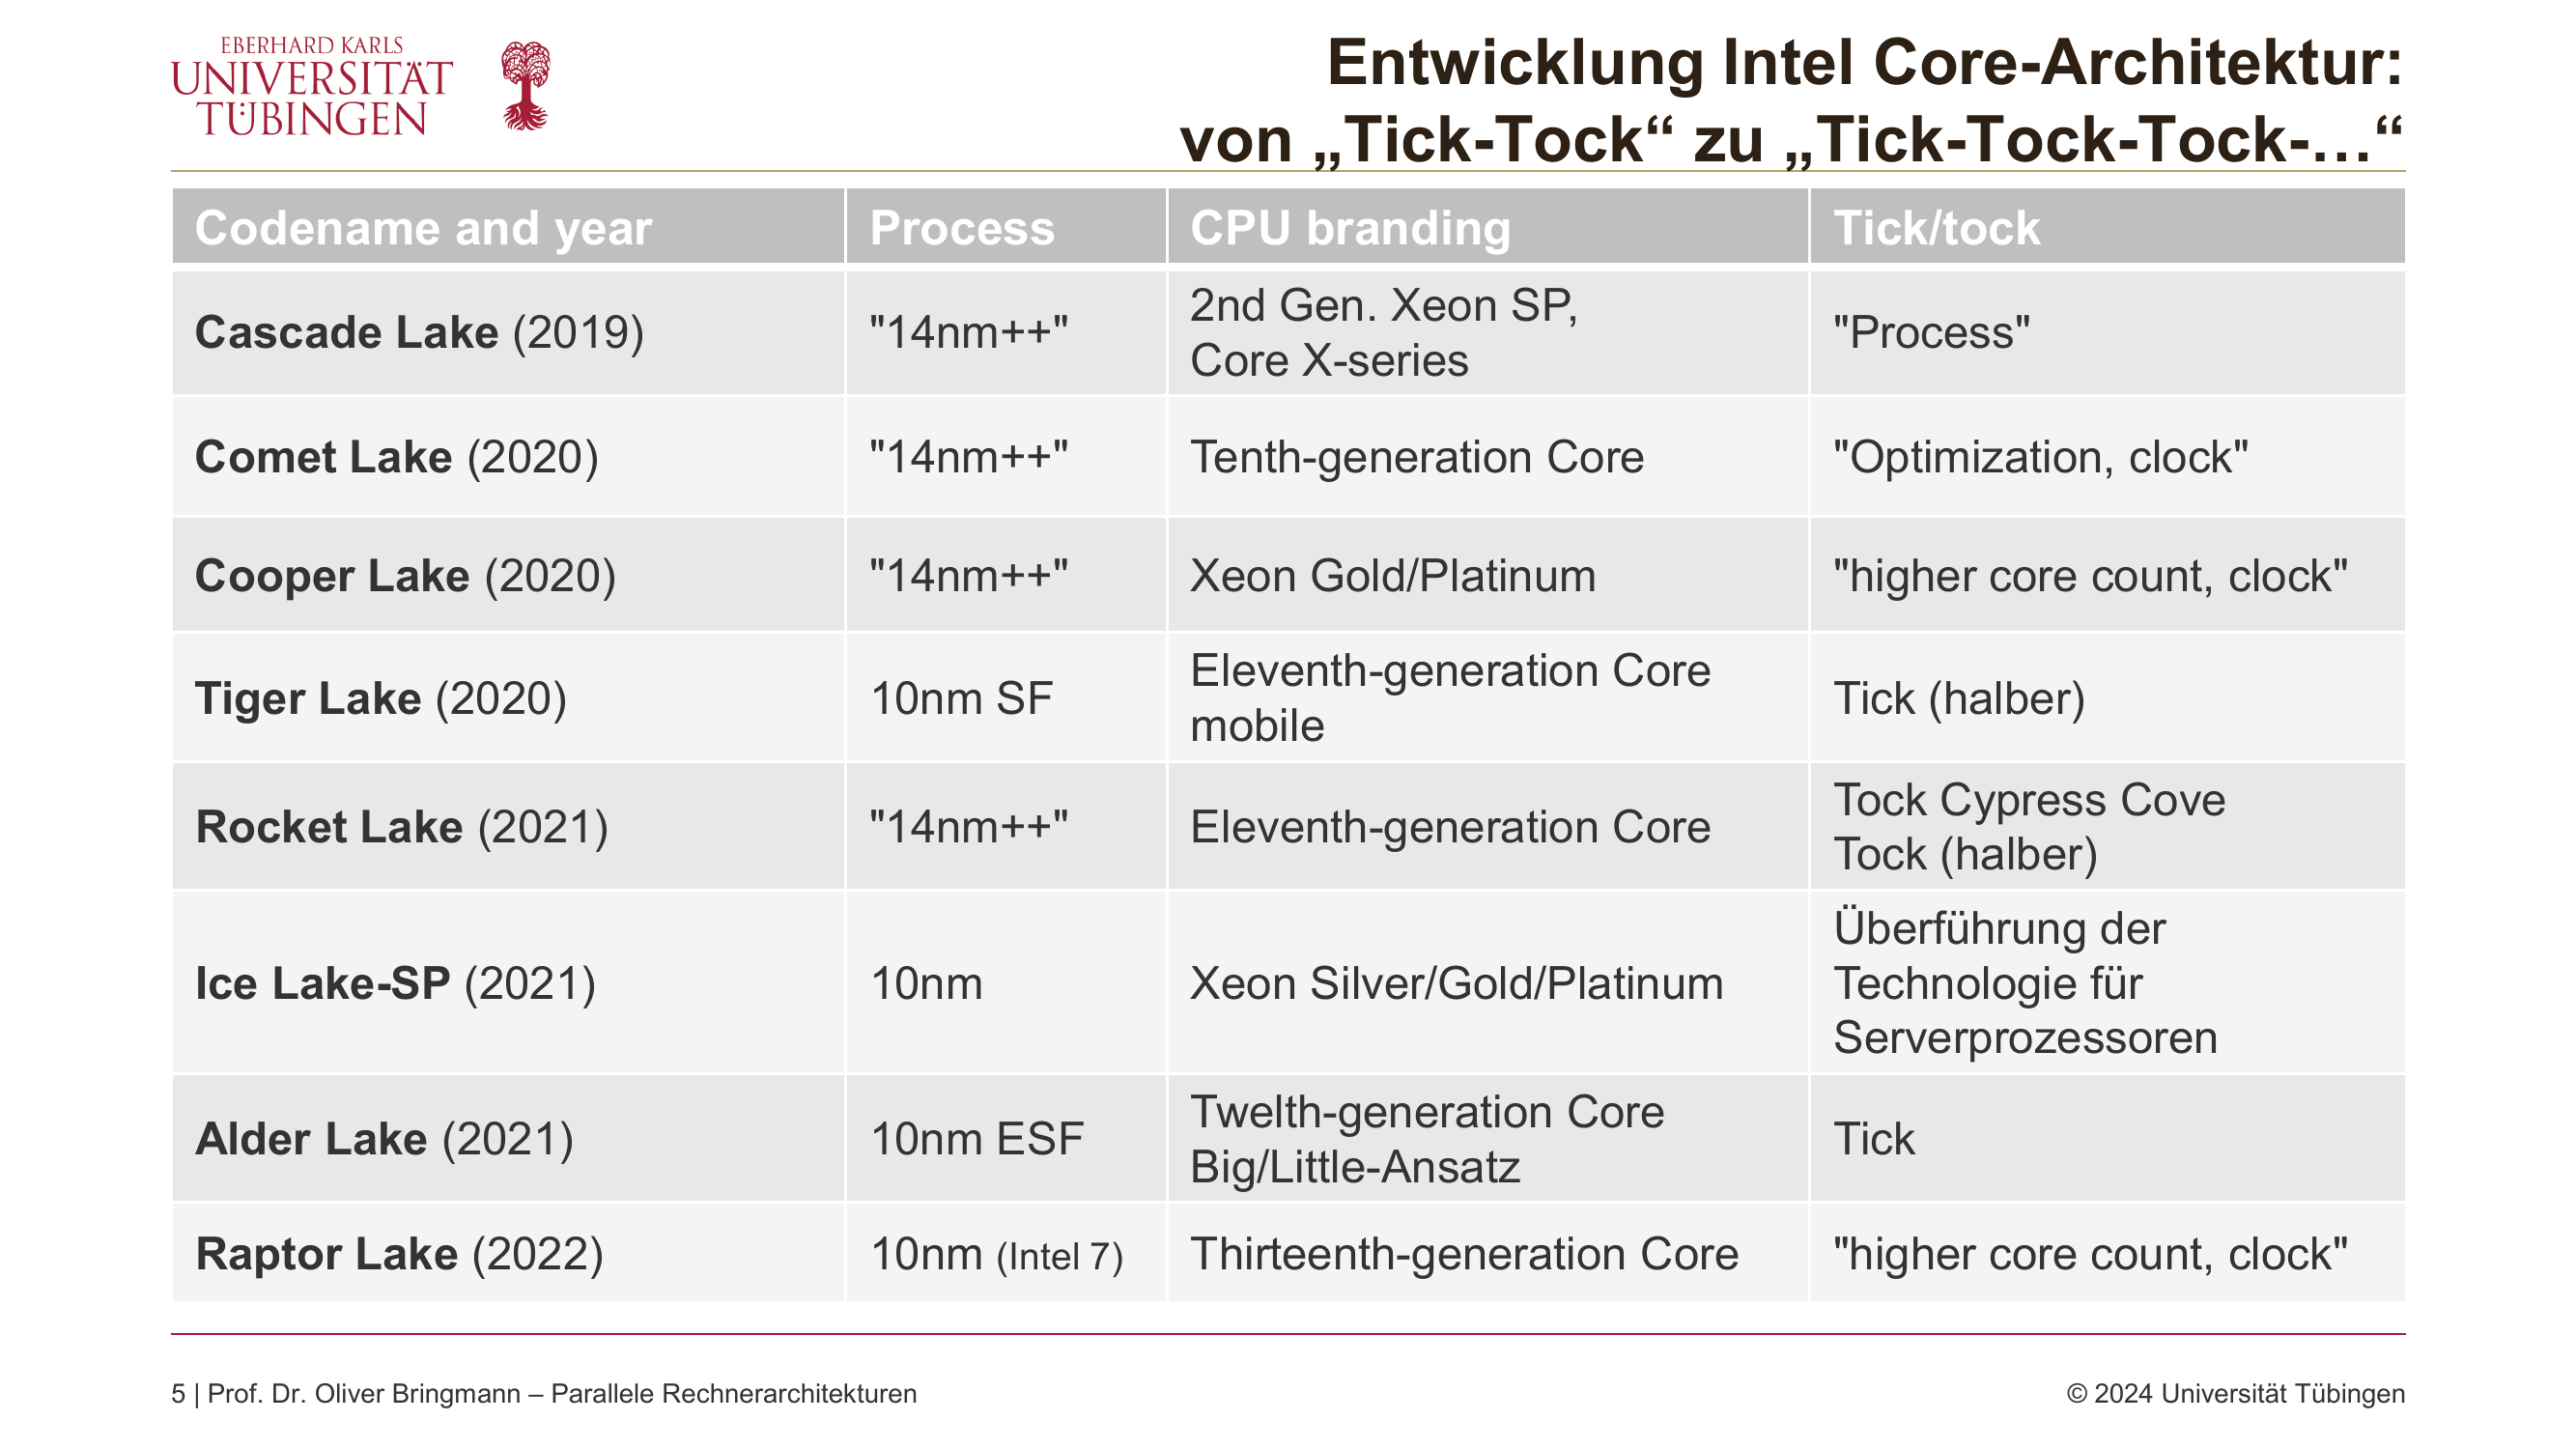 EBERHARD KARLS
UNIVERSITÄT
TÜBINGEN
Entwicklung Intel Core-Architektur:
von „Tick-Tock“ zu „Tick-Tock-Tock-…“
Codename and year Process CPU branding Tick/tock
Cascade Lake (2019) "14nm++" 2nd Gen. Xeon SP,
Core X-series "Process"
Comet Lake (2020) "14nm++" Tenth-generation Core "Optimization, clock"
Cooper Lake (2020) "14nm++" Xeon Gold/Platinum "higher core count, clock"
Tiger Lake (2020) 10nm SF Eleventh-generation Core
mobile Tick (halber)
Rocket Lake (2021) "14nm++" Eleventh-generation Core Tock Cypress Cove
Tock (halber)
Ice Lake-SP (2021) 10nm Xeon Silver/Gold/Platinum Überführung der
Technologie für
Serverprozessoren
Alder Lake (2021) 10nm ESF Twelth-generation Core
Big/Little-Ansatz Tick
Raptor Lake (2022) 10nm (Intel 7) Thirteenth-generation Core "higher core count, clock"
5 | Prof. Dr. Oliver Bringmann – Parallele Rechnerarchitekturen
© 2024 Universität Tübingen